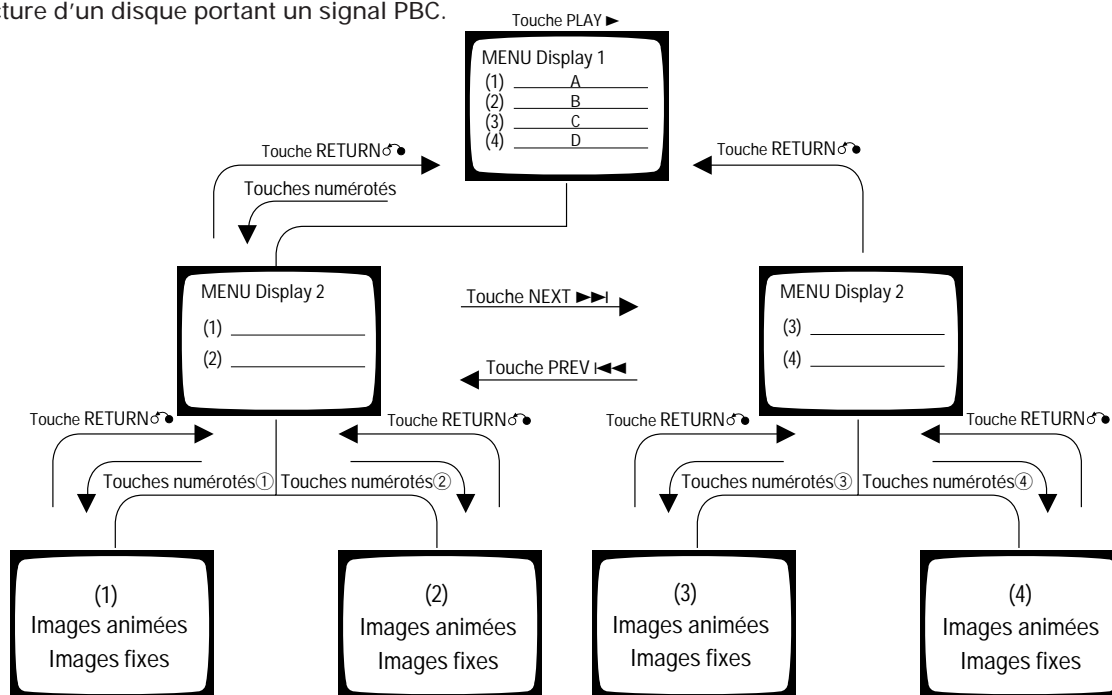 cture d'un disque portant un signal PBC.
Touche PLAY ►
MENU Display 1
(1) A
(2) B
(3) C
(4) D
Touche RETURN
Touche RETURN
Touches numérotés
MENU Display 2
(1)
(2)
Touche NEXT ►►I
Touche PREV I◄◄
MENU Display 2
(3)
(4)
Touche RETURN
Touche RETURN
Touche RETURN
Touche RETURN
Touches numérotés①
Touches numérotés②
Touches numérotés③
Touches numérotés④
(1)
Images animées
Images fixes
(2)
Images animées
Images fixes
(3)
Images animées
Images fixes
(4)
Images animées
Images fixes